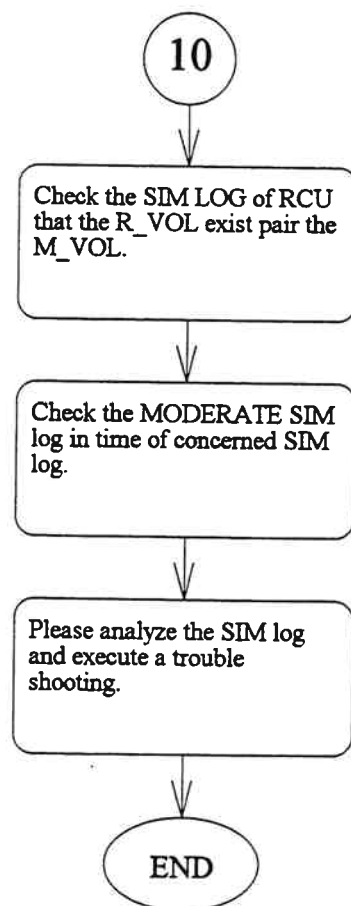 10
Check the SIM LOG of RCU
that the R_VOL exist pair the
M_VOL.
Check the MODERATE SIM
log in time of concerned SIM
log.
Please analyze the SIM log
and execute a trouble
shooting.
END